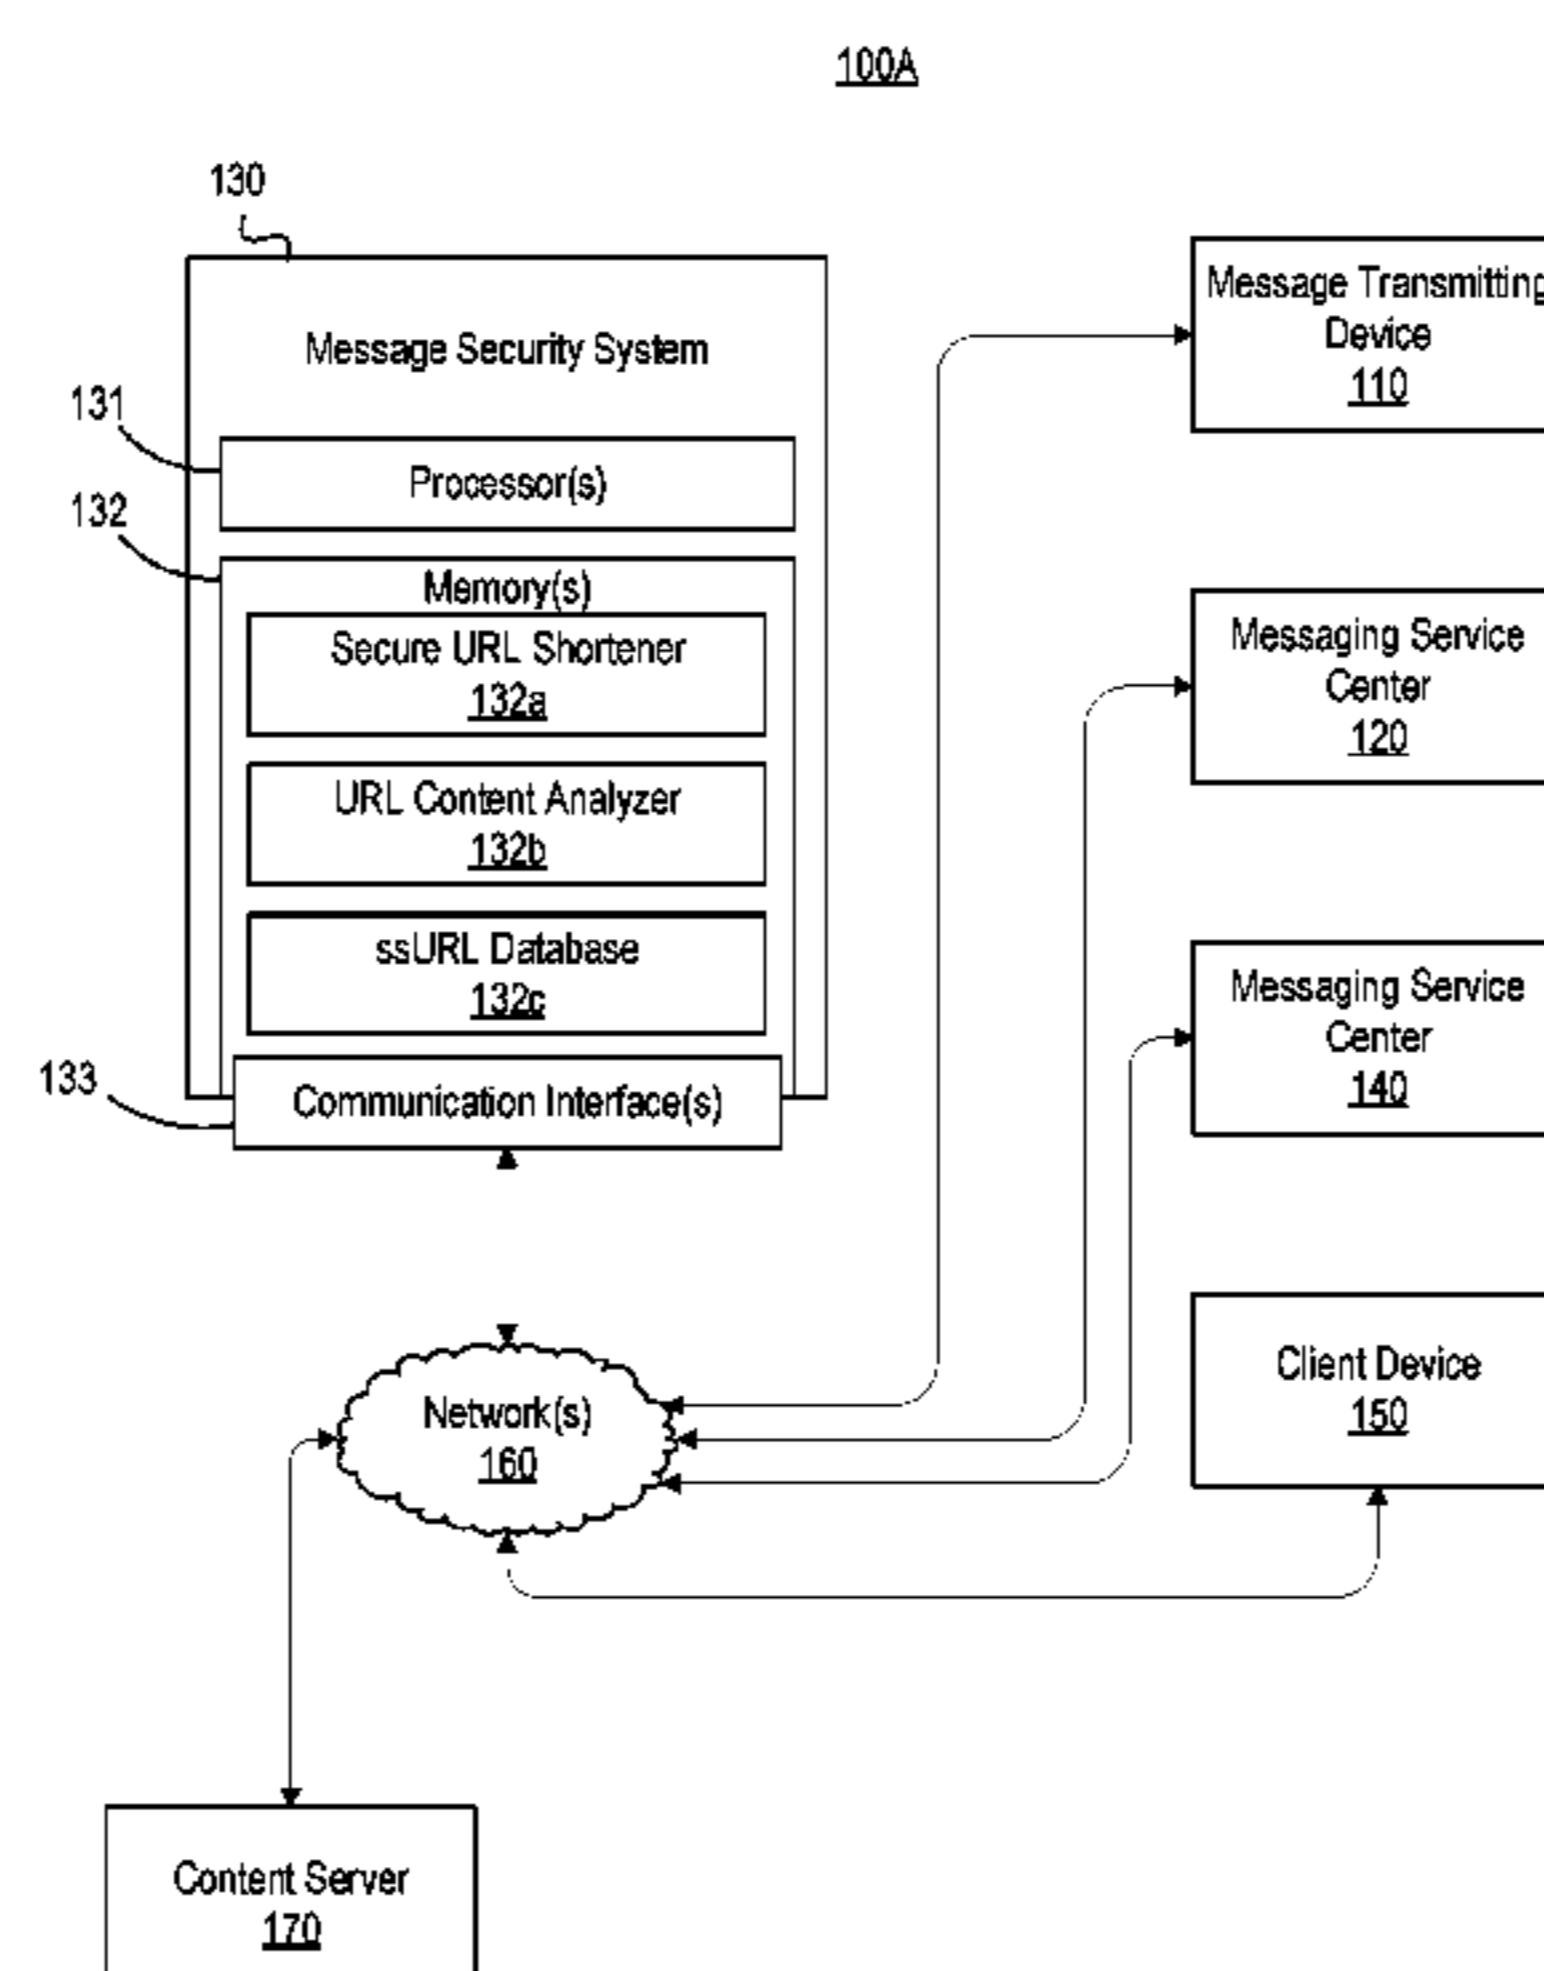 100A
130
Message Security System
131
Processor(s)
132
Memory(s)
Secure URL Shortener
132a
URL Content Analyzer
132b
ssURL Database
132c
133
Communication Interface(s)
Message Transmitting
Device
110
Messaging Service
Center
120
Messaging Service
Center
140
Client Device
150
Network(s)
160
Content Server
170